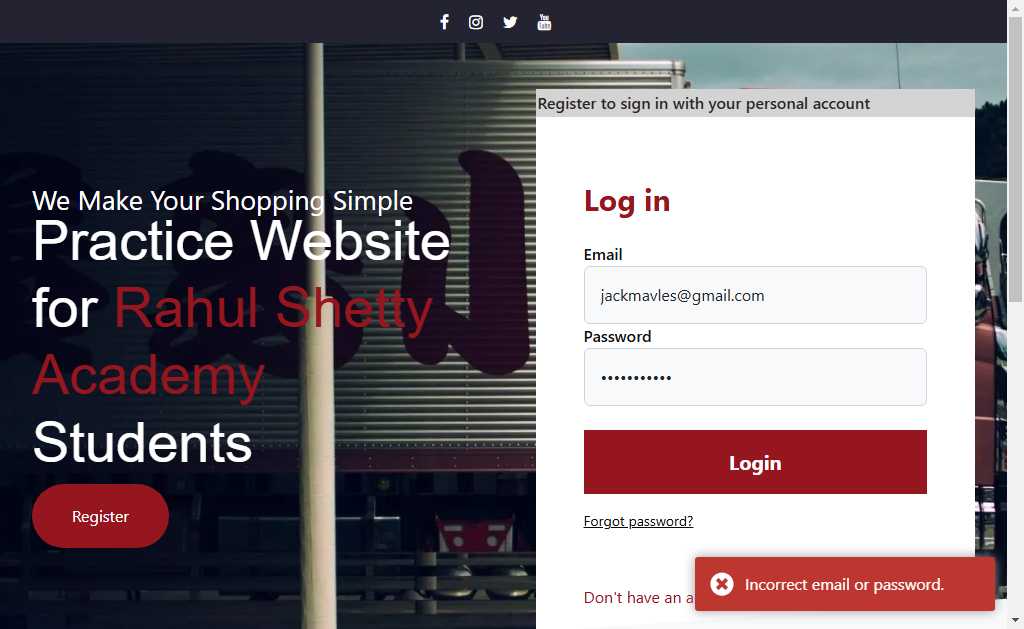 Register to sign in with your personal account
We Make Your Shopping Simple
Practice Website
for Rahul Shetty
Academy
Students
Register
Log in
Email
jackmavles@gmail.com
Password
•••••••••••
Login
Forgot password?
Don't have an a
Incorrect email or password.